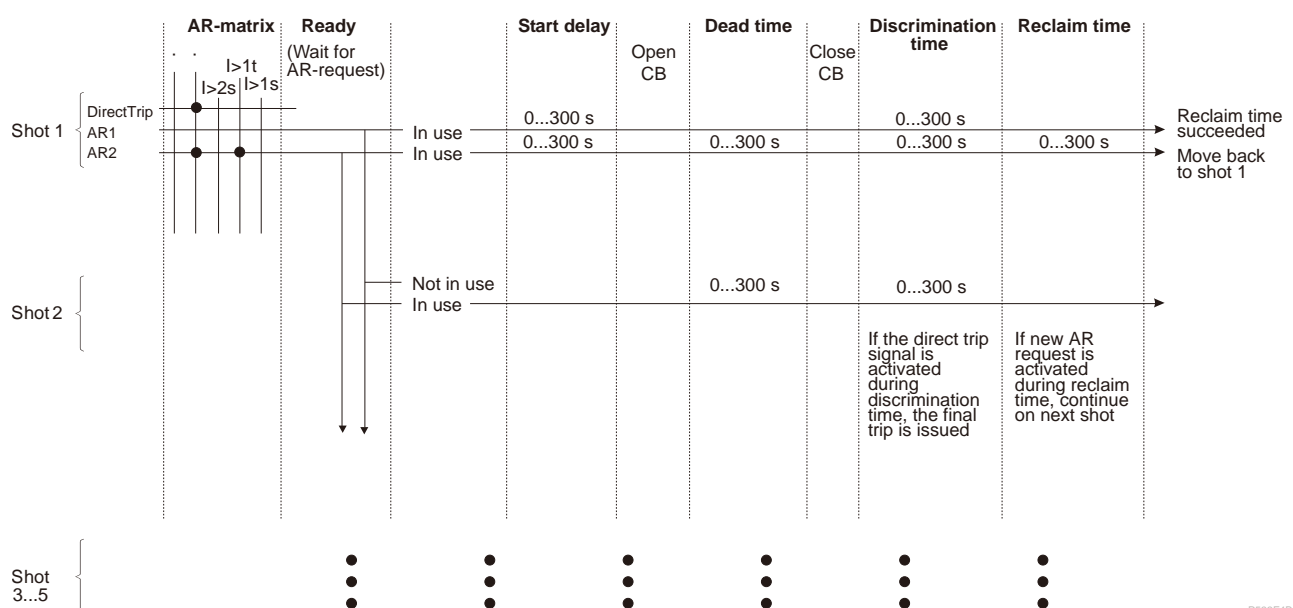 AR-matrix Ready Start delay Dead time Discrimination time Reclaim time
(Wait for
AR-request)
Open
CB
Close
CB
. .
I>1t
I>2s I>1s
Shot 1
DirectTrip
AR1
AR2
In use 0...300 s 0...300 s
In use 0...300 s 0...300 s 0...300 s 0...300 s
Reclaim time
succeeded
Move back
to shot 1
Shot 2
Not in use
In use
0...300 s 0...300 s
If the direct trip
signal is
activated
during
discrimination
time, the final
trip is issued
If new AR
request is
activated
during reclaim
time, continue
on next shot
Shot
3...5